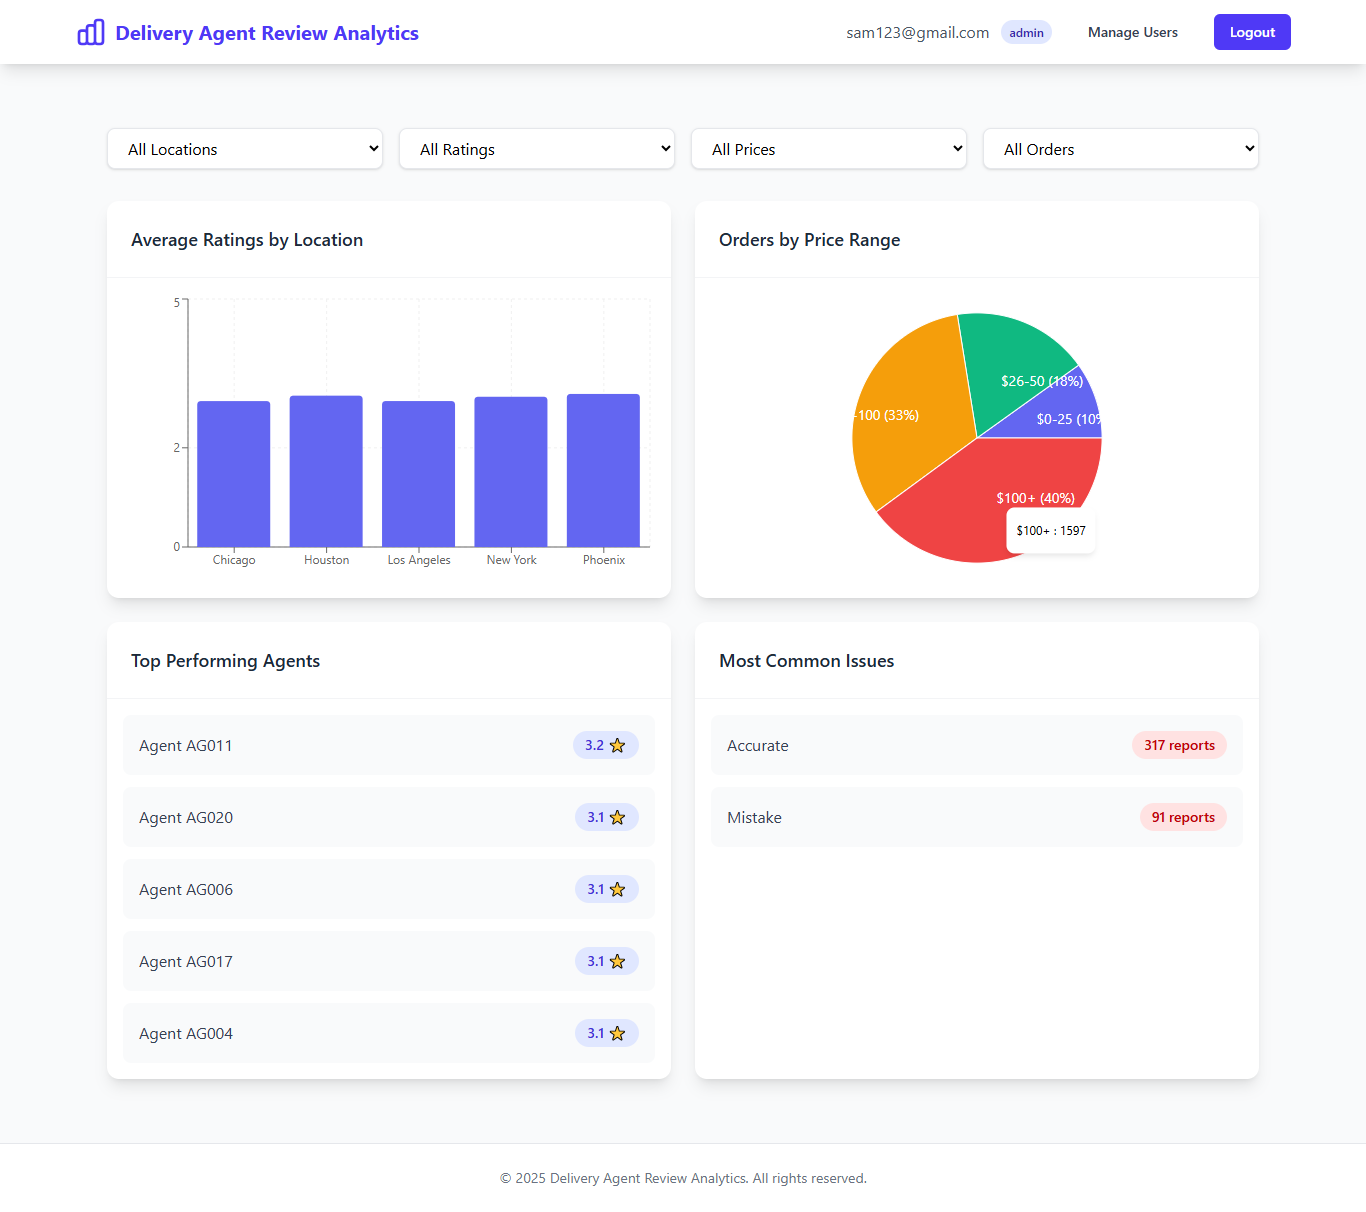 Delivery Agent Review Analytics
sam123@gmail.com admin Manage Users Logout
All Locations All Ratings All Prices All Orders
Average Ratings by Location
5
2
0
Chicago Houston Los Angeles New York Phoenix
Orders by Price Range
$26-50 (18%)
-100 (33%)
$0-25 (10%
$100+ (40%)
$100+ : 1597
Top Performing Agents
Agent AG011 3.2
Agent AG020 3.1
Agent AG006 3.1
Agent AG017 3.1
Agent AG004 3.1
Most Common Issues
Accurate 317 reports
Mistake 91 reports
© 2025 Delivery Agent Review Analytics. All rights reserved.